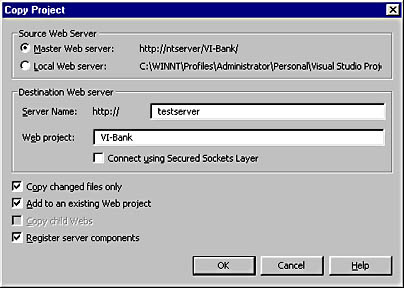 Copy Project
Source Web Server
Master Web server: http://ntserver/VI-Bank/
Local Web server: C:\WINNT\Profiles\Administrator\Personal\Visual Studio Proje
Destination Web server
Server Name: http:// testserver
Web project: VI-Bank
Connect using Secured Sockets Layer
Copy changed files only
Add to an existing Web project
Copy child Webs
Register server components
OK Cancel Help